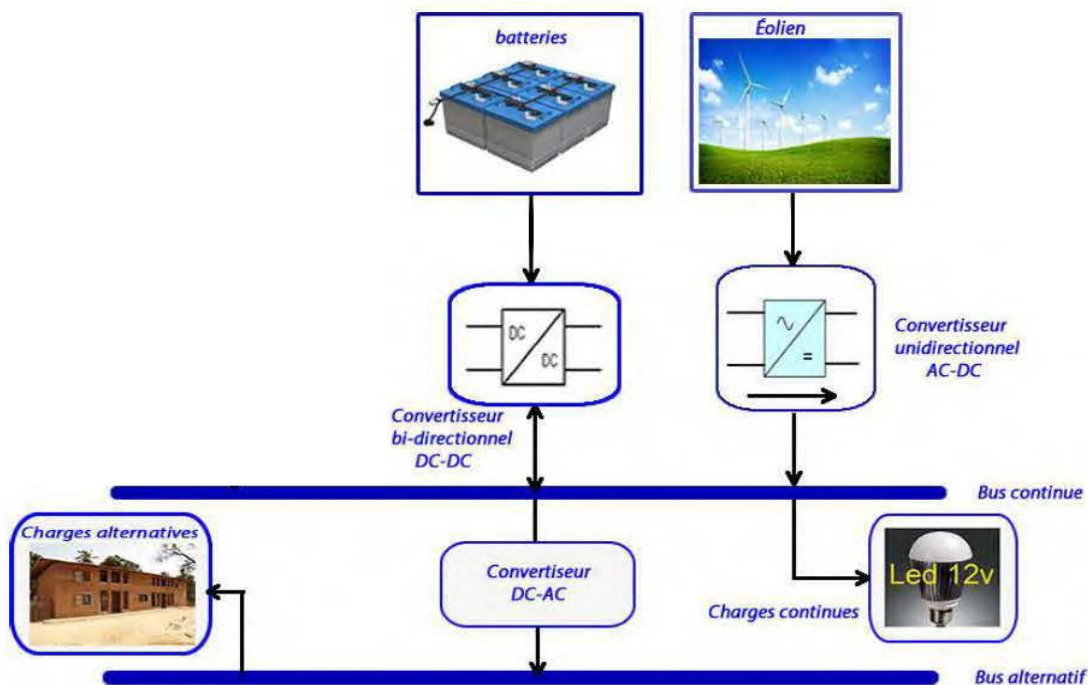 batteries
Éolien
DC
DC
Convertisseur
unidirectionnel
AC-DC
Convertisseur
bi-directionnel
DC-DC
Bus continue
Charges alternatives
Convertiseur
DC-AC
Led 12v
Charges continues
Bus alternatif